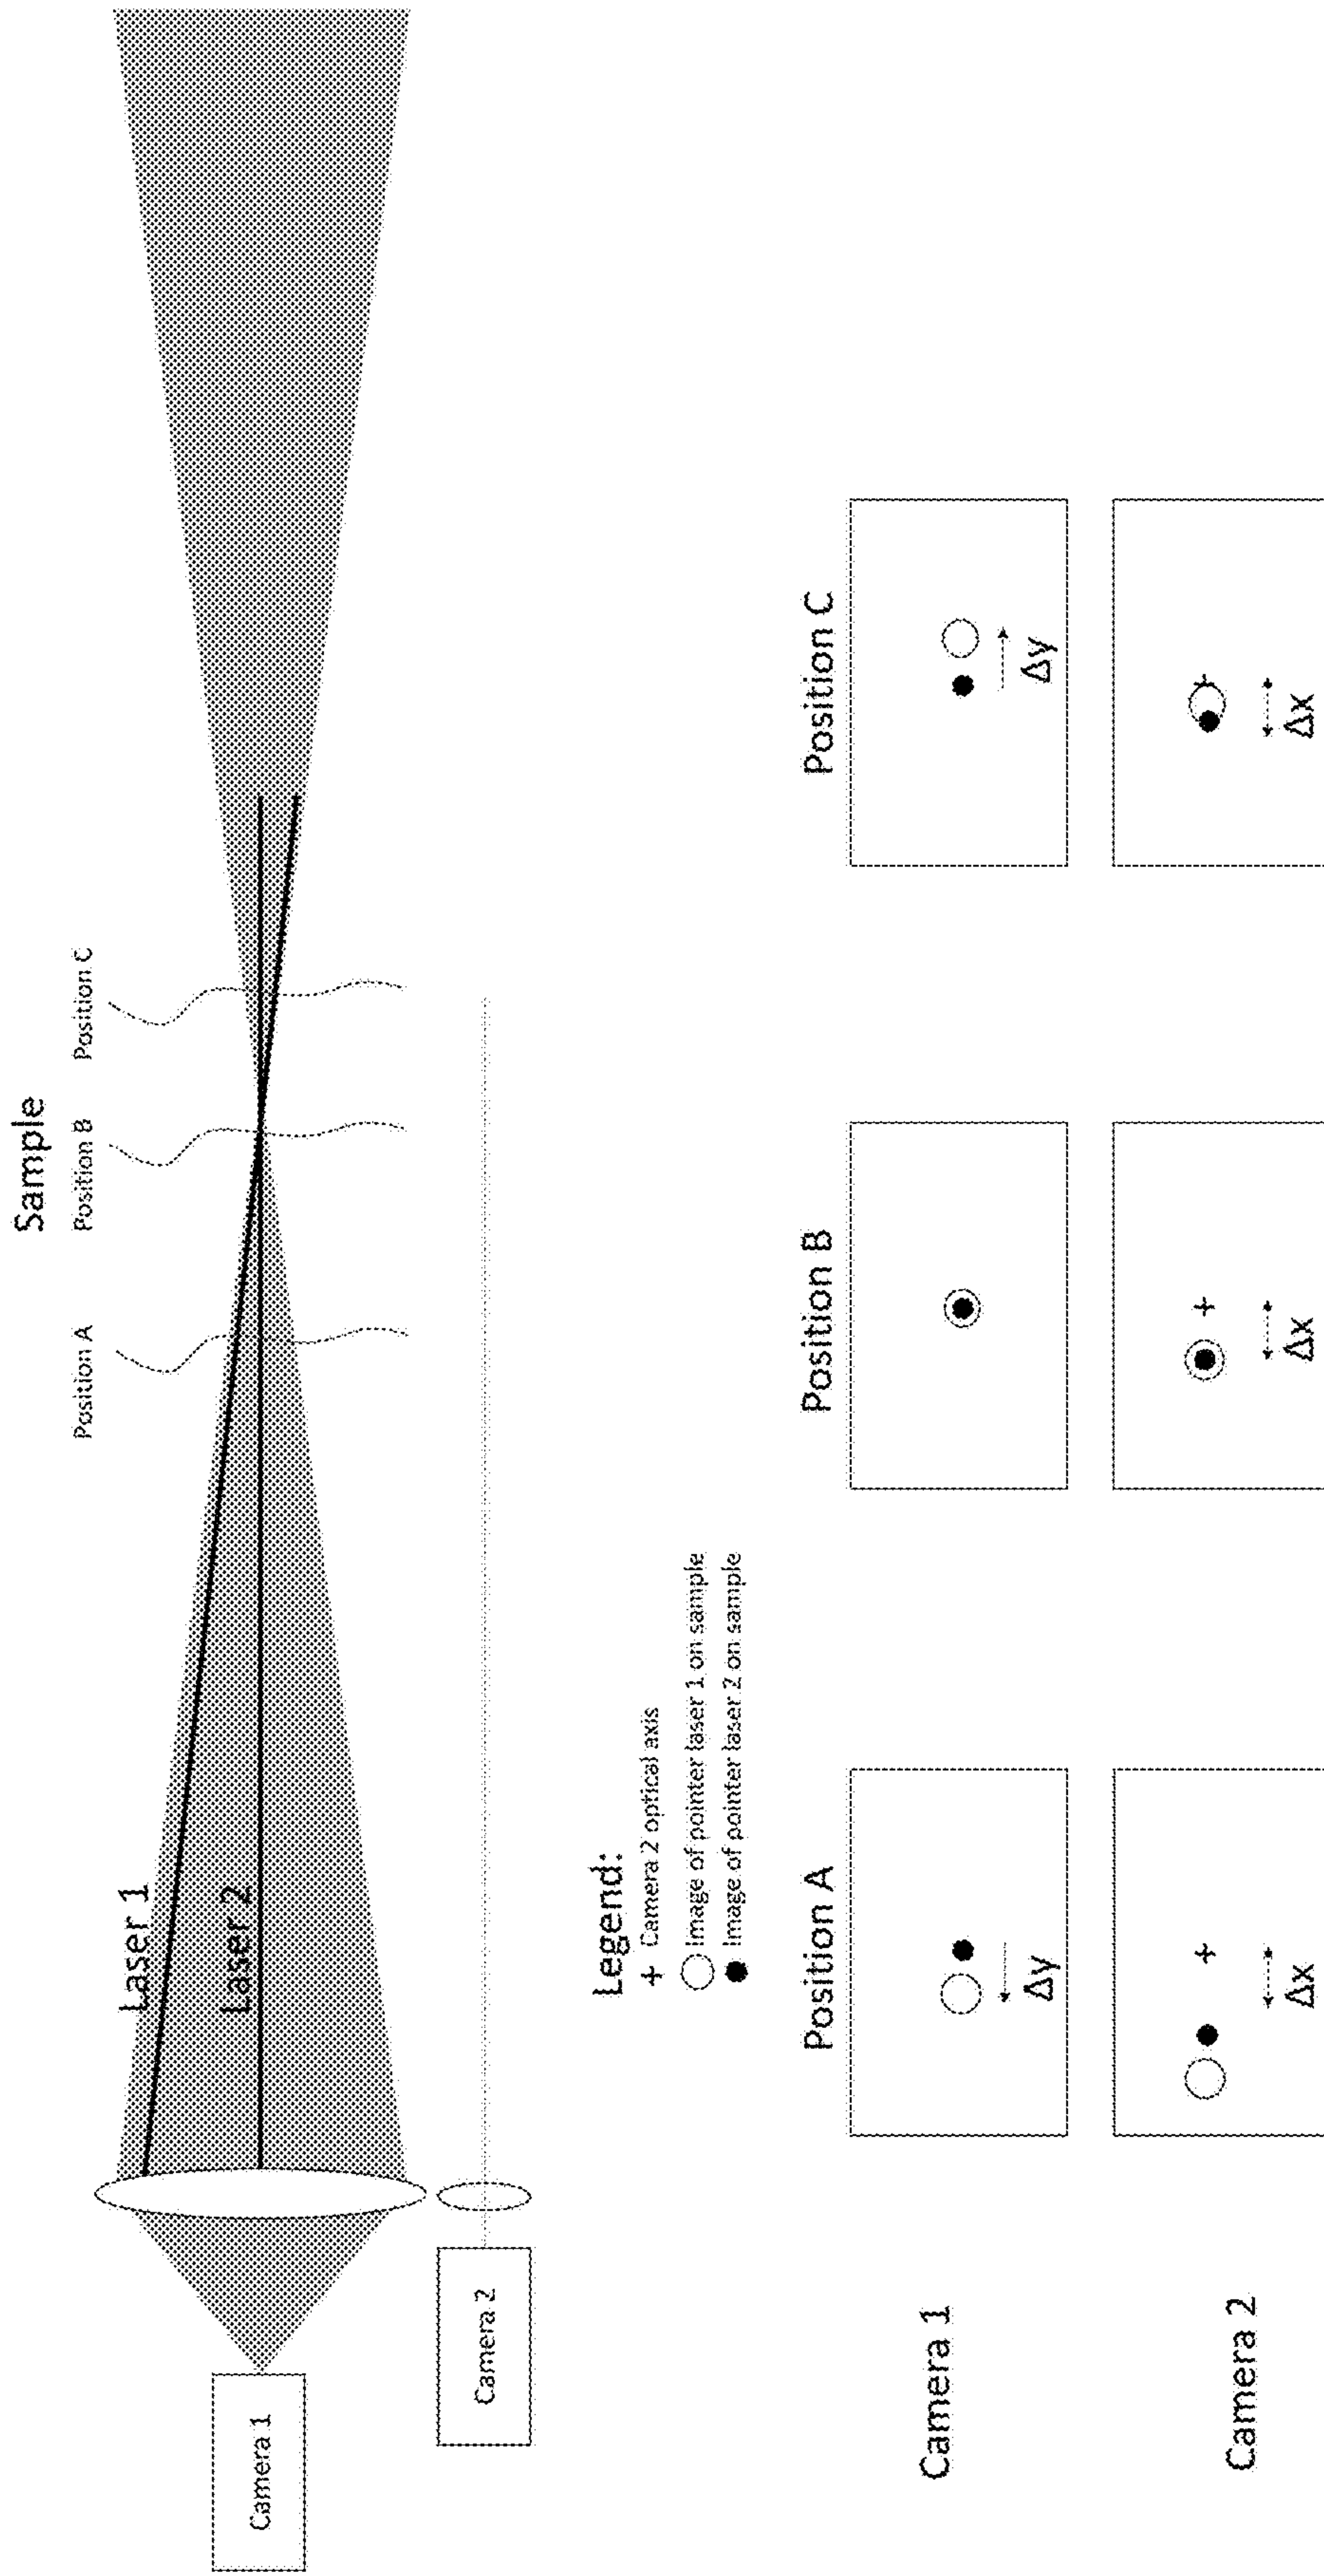 Sample
Position A
Position B
Position C
Laser 1
Laser 2
Camera 1
Camera 2
Legend:
+ Camera 2 optical axis
Image of pointer laser 1 on sample
Image of pointer laser 2 on sample
Position A
Position B
Position C
Camera 1
Δy
Δy
Camera 2
Δx
Δx
Δx